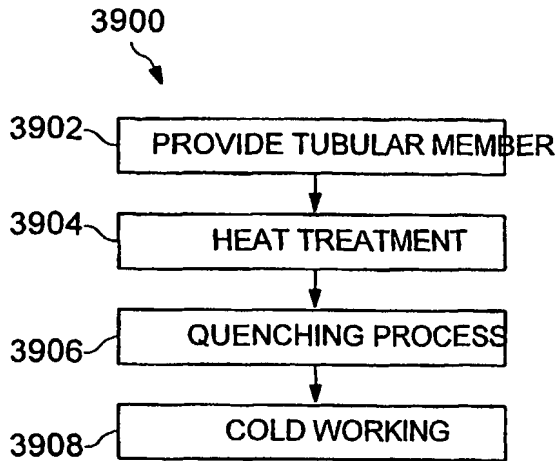 3900
3902 PROVIDE TUBULAR MEMBER
3904 HEAT TREATMENT
3906 QUENCHING PROCESS
3908 COLD WORKING